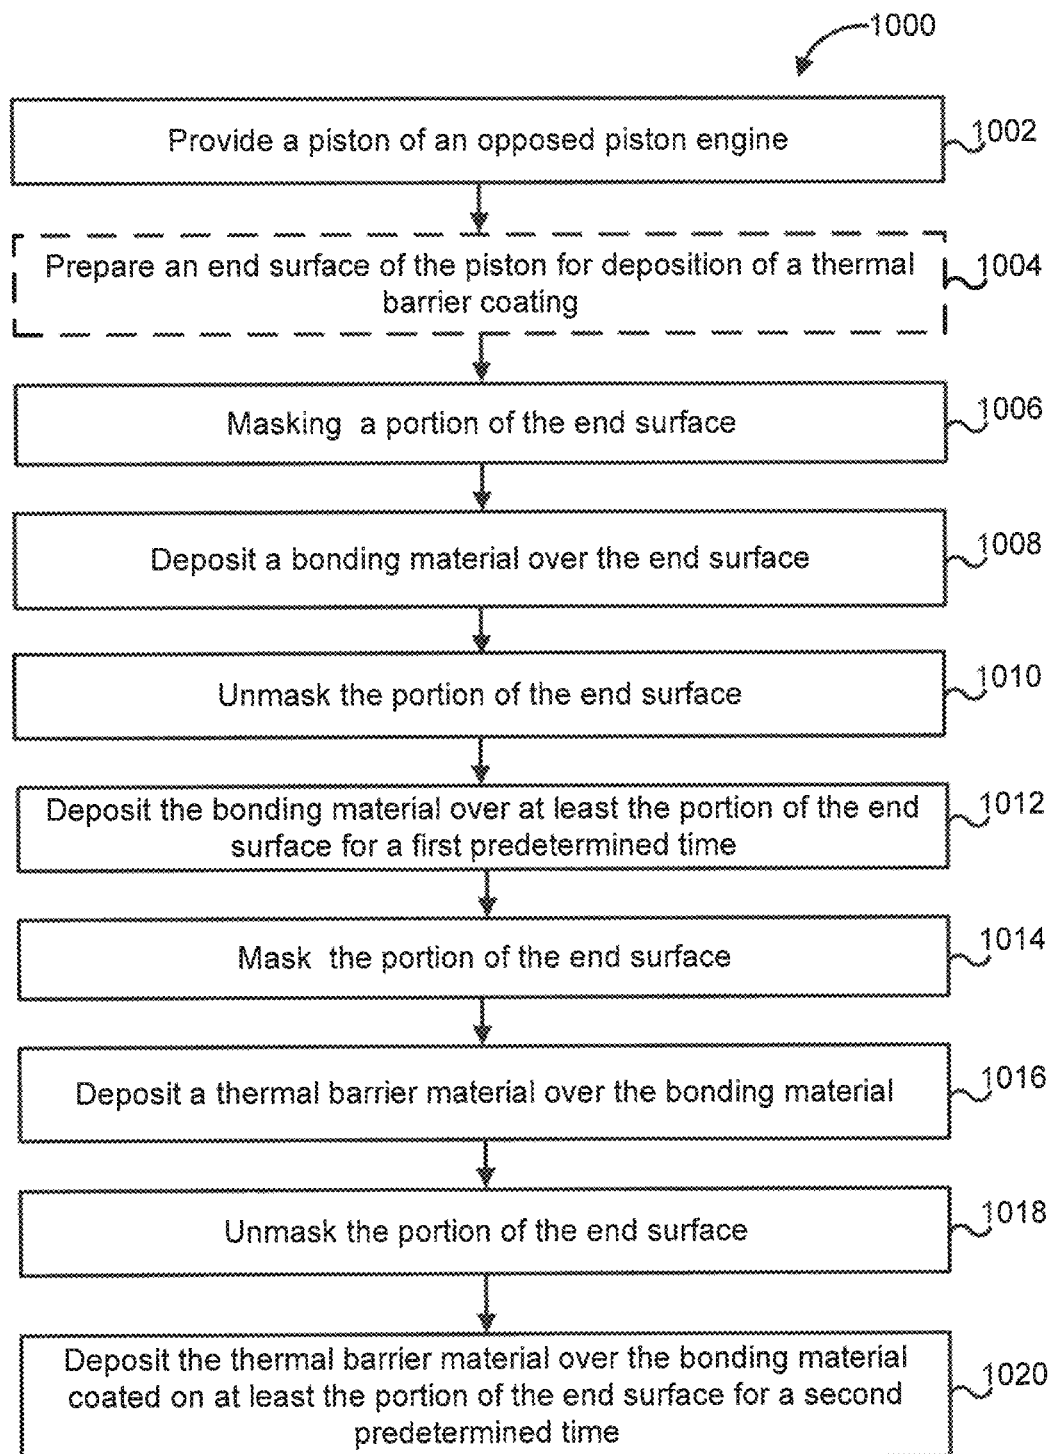 1000
Provide a piston of an opposed piston engine
1002
Prepare an end surface of the piston for deposition of a thermal
barrier coating
1004
Masking a portion of the end surface
1006
Deposit a bonding material over the end surface
1008
Unmask the portion of the end surface
1010
Deposit the bonding material over at least the portion of the end
surface for a first predetermined time
1012
Mask the portion of the end surface
1014
Deposit a thermal barrier material over the bonding material
1016
Unmask the portion of the end surface
1018
Deposit the thermal barrier material over the bonding material
coated on at least the portion of the end surface for a second
predetermined time
1020